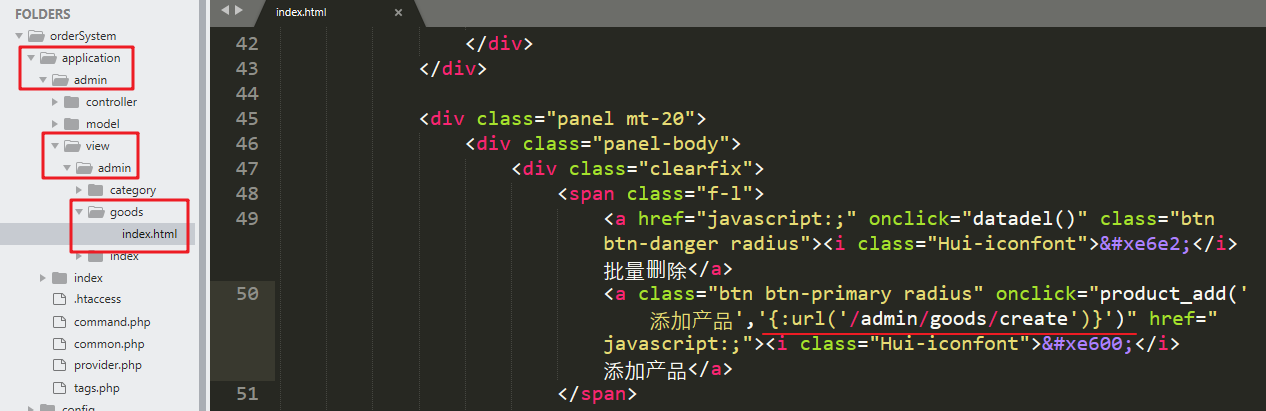 FOLDERS
orderSystem
application
admin
controller
model
view
admin
category
goods
index.html
index
index
.htaccess
command.php
common.php
provider.php
tags.php
config
index.html ×
42 </div>
43 </div>
44
45 <div class="panel mt-20">
46 <div class="panel-body">
47 <div class="clearfix">
48 <span class="f-l">
49 <a href="javascript:;" onclick="datadel()" class="btn
btn-danger radius"><i class="Hui-iconfont">&#xe6e2;</i>
批量删除</a>
50 <a class="btn btn-primary radius" onclick="product_add('
添加产品','{:url('/admin/goods/create')}')" href="
javascript:;"><i class="Hui-iconfont">&#xe600;</i>
添加产品</a>
51 </span>